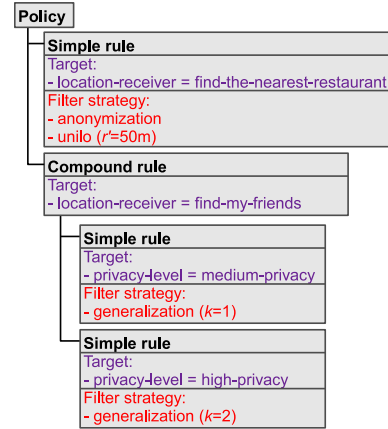 Policy
Simple rule
Target:
- location-receiver = find-the-nearest-restaurant
Filter strategy:
- anonymization
- unilo (r'=50m)
Compound rule
Target:
- location-receiver = find-my-friends
Simple rule
Target:
- privacy-level = medium-privacy
Filter strategy:
- generalization (k=1)
Simple rule
Target:
- privacy-level = high-privacy
Filter strategy:
- generalization (k=2)